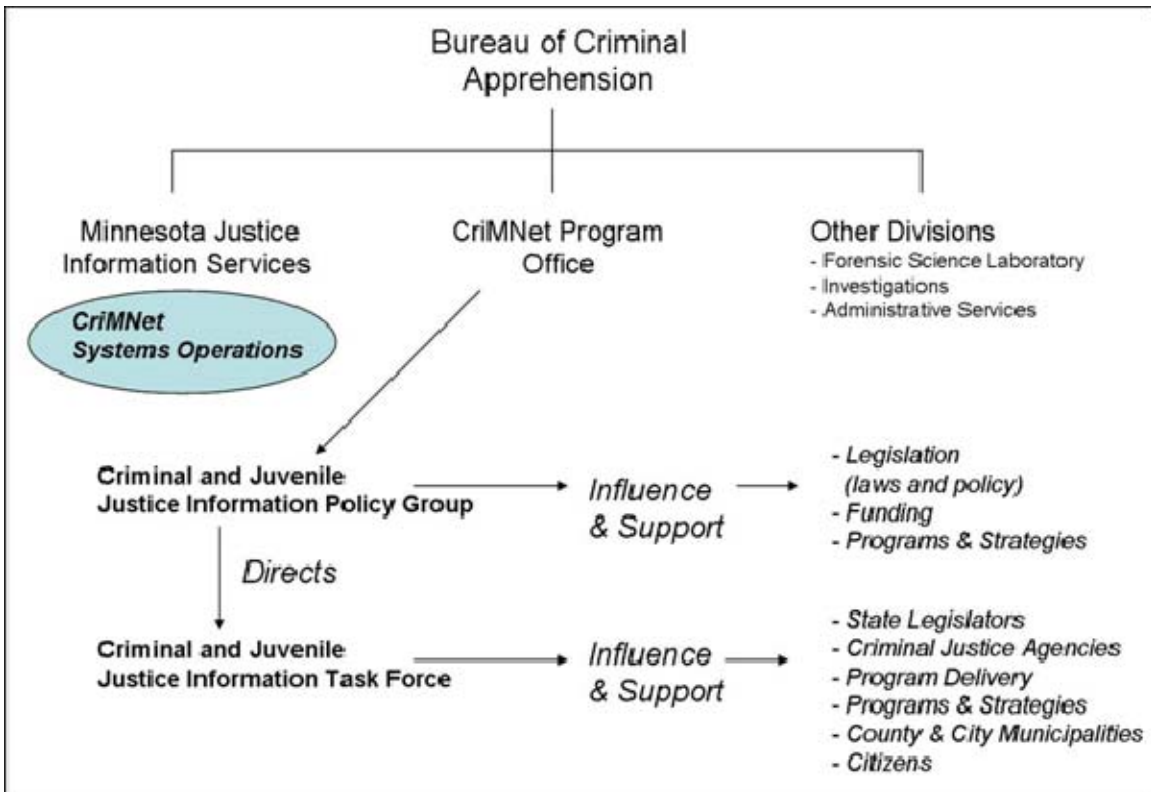 Bureau of Criminal
Apprehension
Minnesota Justice
Information Services
CriMNet
Systems Operations
CriMNet Program
Office
Other Divisions
- Forensic Science Laboratory
- Investigations
- Administrative Services
Criminal and Juvenile
Justice Information Policy Group
Influence
& Support
- Legislation
(laws and policy)
- Funding
- Programs & Strategies
Directs
Criminal and Juvenile
Justice Information Task Force
Influence
& Support
- State Legislators
- Criminal Justice Agencies
- Program Delivery
- Programs & Strategies
- County & City Municipalities
- Citizens